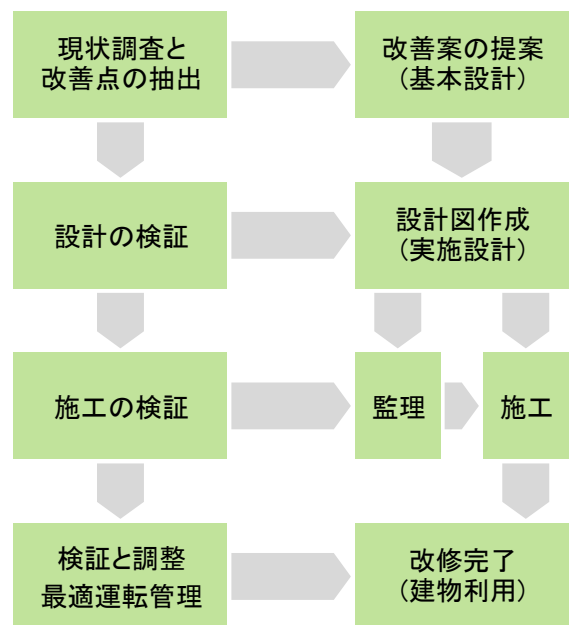 現状調査と
改善点の抽出
改善案の提案
(基本設計)
設計の検証
設計図作成
(実施設計)
施工の検証
監理
施工
検証と調整
最適運転管理
改修完了
(建物利用)